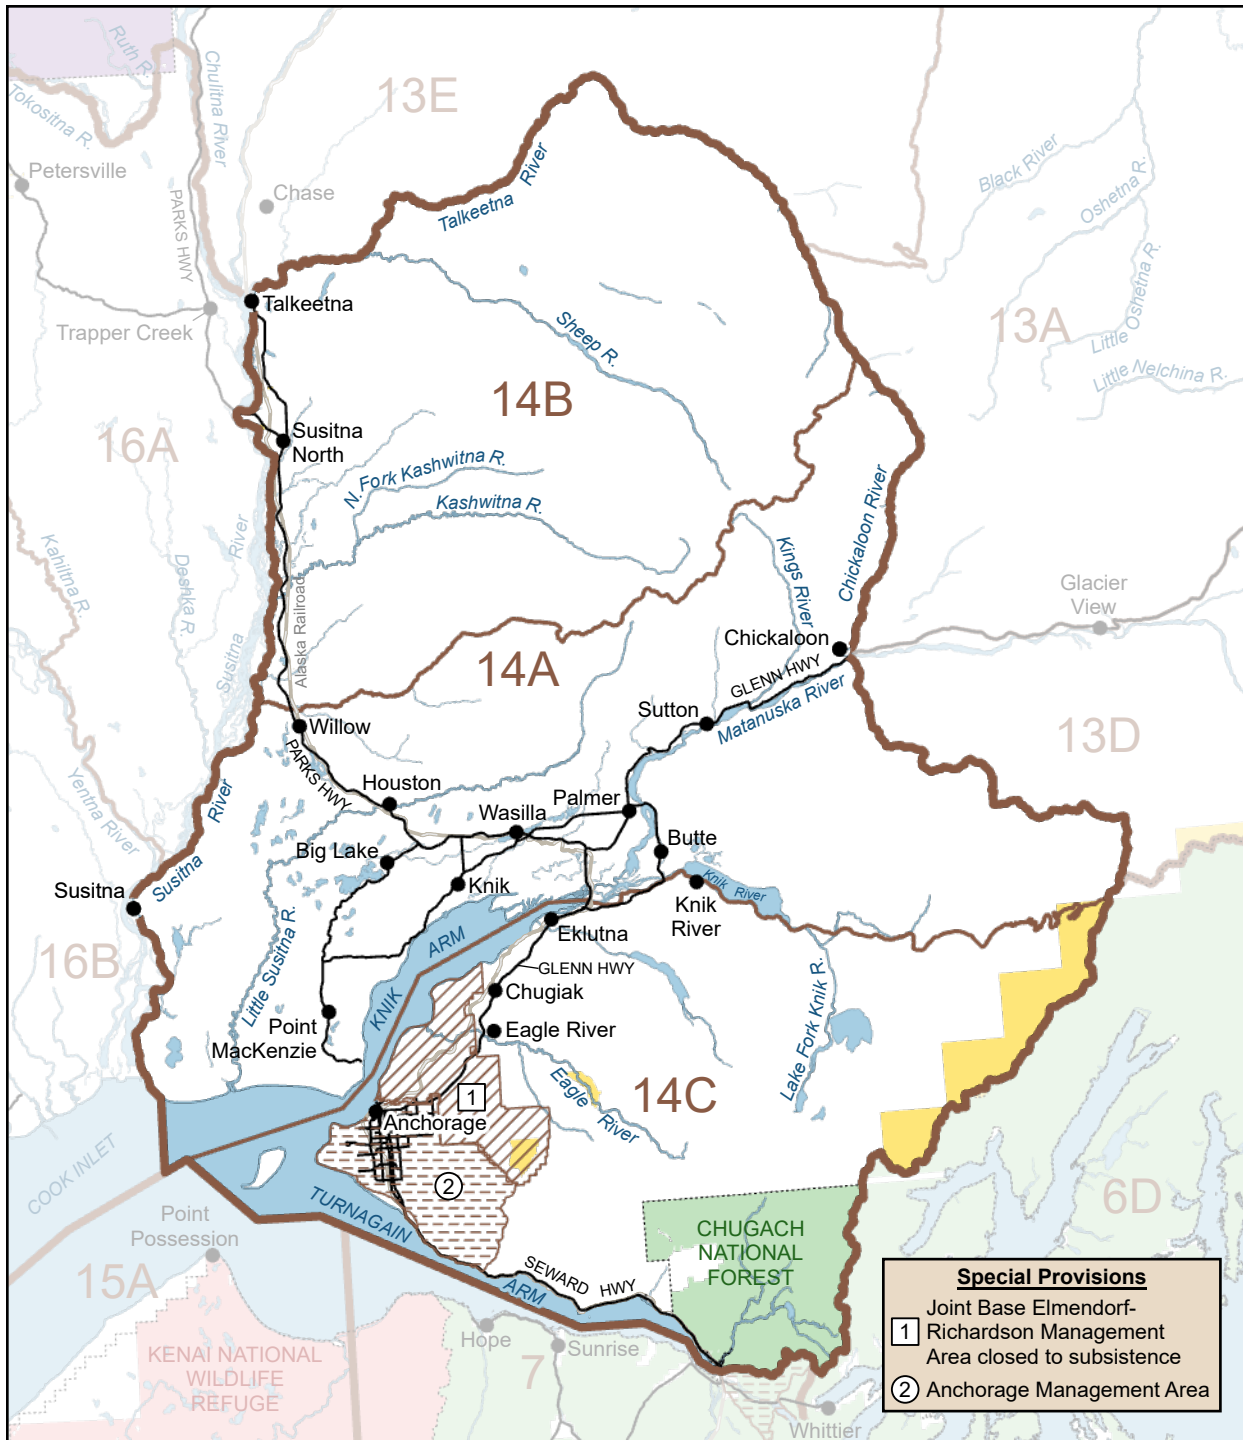 Ruth R.
Tokositna R.
Chulitna River
13E
Petersville
PARKS HWY
Chase
Talkeetna
River
Black River
Oshetna R.
Talkeetna
Trapper Creek
Sheep R.
13A
Little Oshetna R.
Little Nelchina R.
14B
16A
Susitna
North
N. Fork Kashwitna R.
Kashwitna R.
Kahiltna R.
Deshka R.
River
Susitna
Alaska Railroad
Kings River
Chickaloon River
Glacier
View
Chickaloon
14A
GLENN HWY
Matanuska River
Sutton
Willow
PARKS HWY
13D
Yentna River
River
Susitna
Houston
Wasilla
Palmer
Big Lake
Butte
Knik
Knik River
Knik
River
Susitna
16B
Little Susitna R.
ARM
KNIK
Eklutna
GLENN HWY
Chugiak
Lake Fork Knik R.
Point
MacKenzie
Eagle River
Eagle
River
14C
1
Anchorage
2
COOK INLET
TURNAGAIN
ARM
Point
Possession
15A
6D
SEWARD HWY
CHUGACH
NATIONAL
FOREST
Hope
Sunrise
7
KENAI NATIONAL
WILDLIFE
REFUGE
Whittier
Special Provisions
1 Joint Base Elmendorf-
Richardson Management
Area closed to subsistence
2 Anchorage Management Area